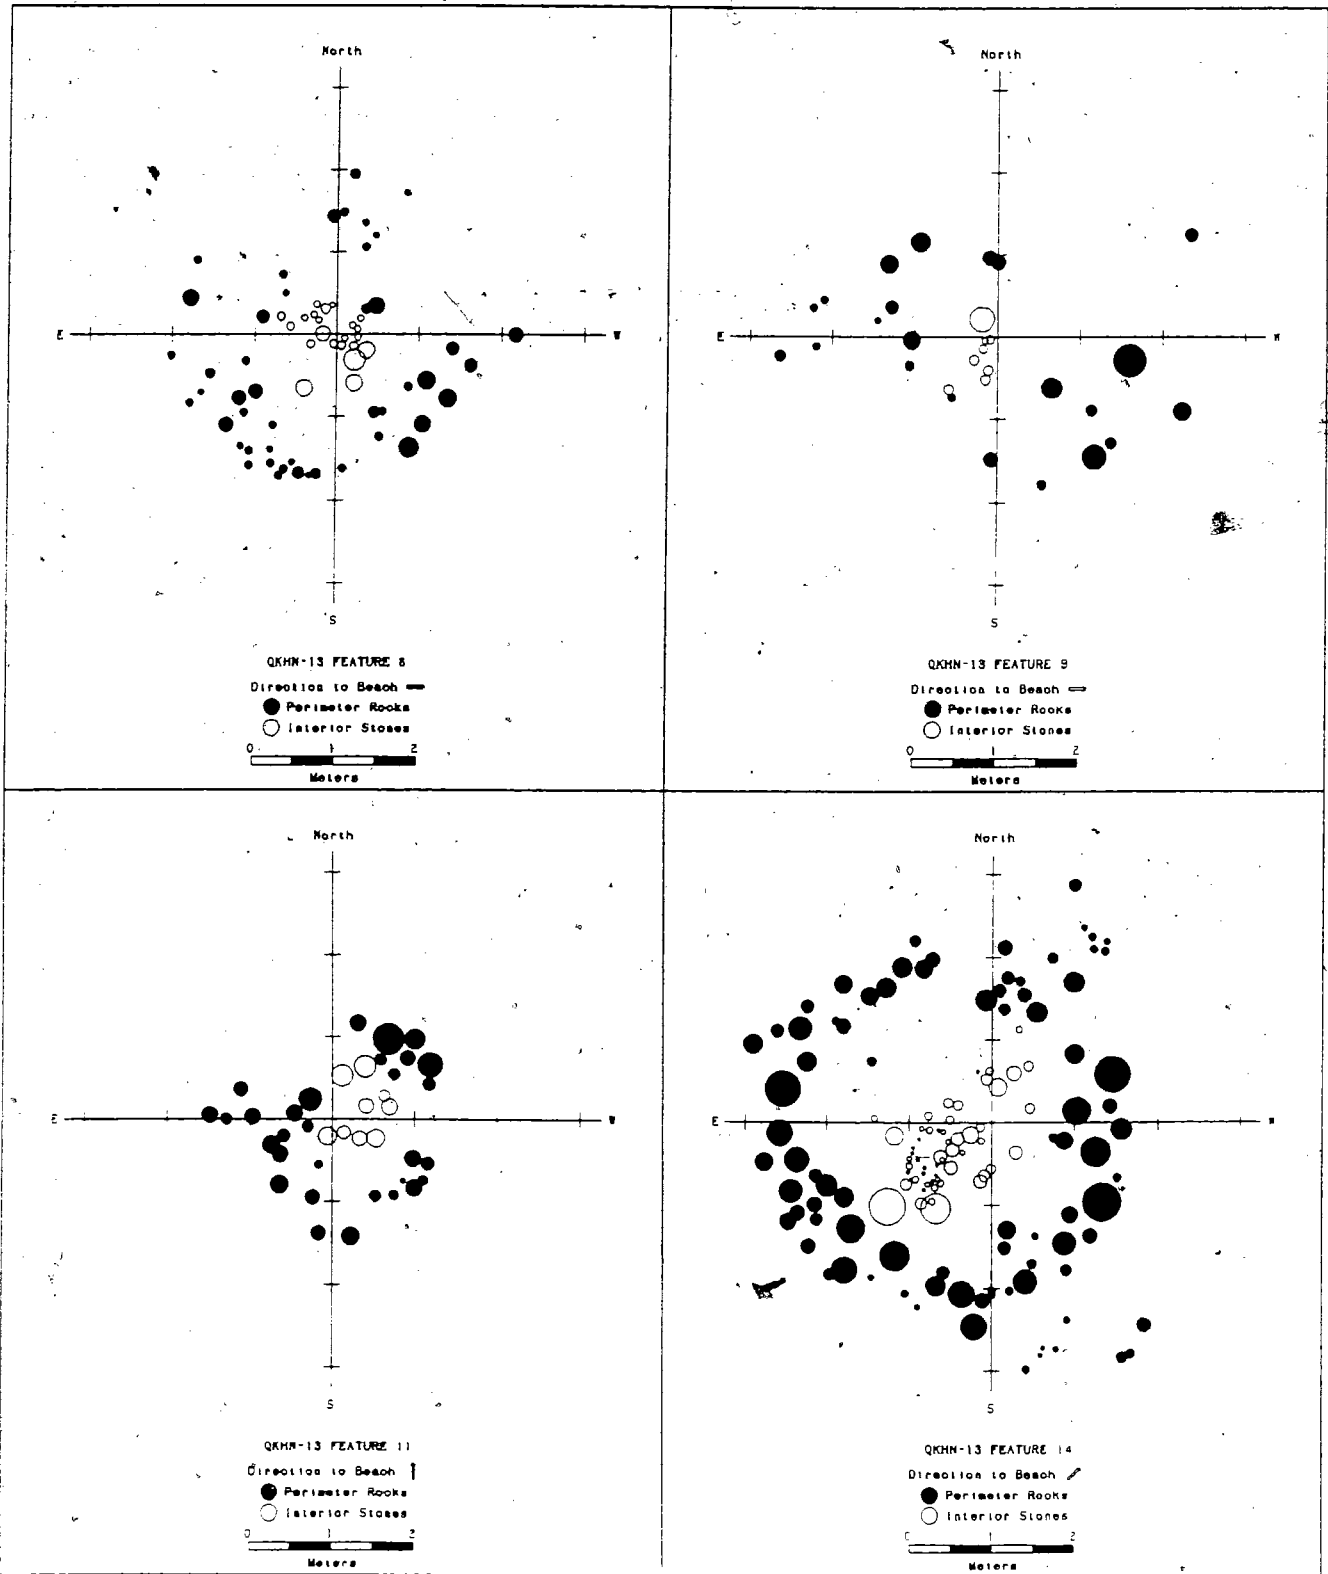 North
E W
S
QKHN-13 FEATURE 8
Direction to Beach
Perimeter Rocks
Interior Stones
0 1 2
Meters
North
E W
S
QKHN-13 FEATURE 9
Direction to Beach
Perimeter Rocks
Interior Stones
0 1 2
Meters
North
E W
S
QKHN-13 FEATURE 11
Direction to Beach
Perimeter Rocks
Interior Stones
0 1 2
Meters
North
E W
S
QKHN-13 FEATURE 14
Direction to Beach
Perimeter Rocks
Interior Stones
0 1 2
Meters